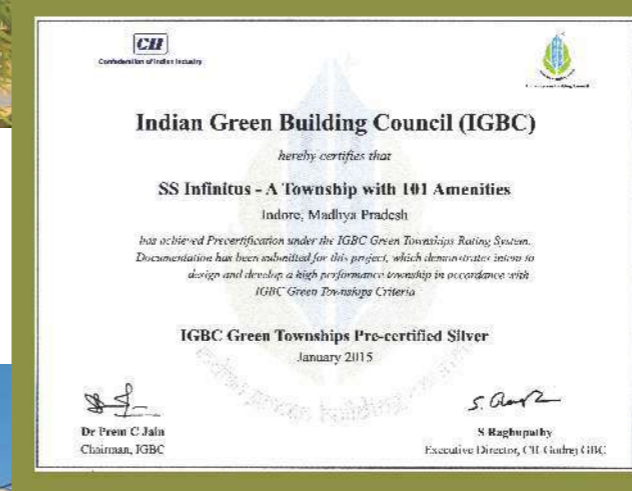 CII
Confederation of Indian Industry
Indian Green Building Council (IGBC)
hereby certifies that
SS Infinitus - A Township with 101 Amenities
Indore, Madhya Pradesh
has achieved Precertification under the IGBC Green Townships Rating System.
Documentation has been submitted for this project, which demonstrates intent to
design and develop a high performance township in accordance with
IGBC Green Townships Criteria
IGBC Green Townships Pre-certified Silver
January 2015
Dr Prem C Jain
Chairman, IGBC
S Raghupathy
Executive Director, CII-Godrej GBC